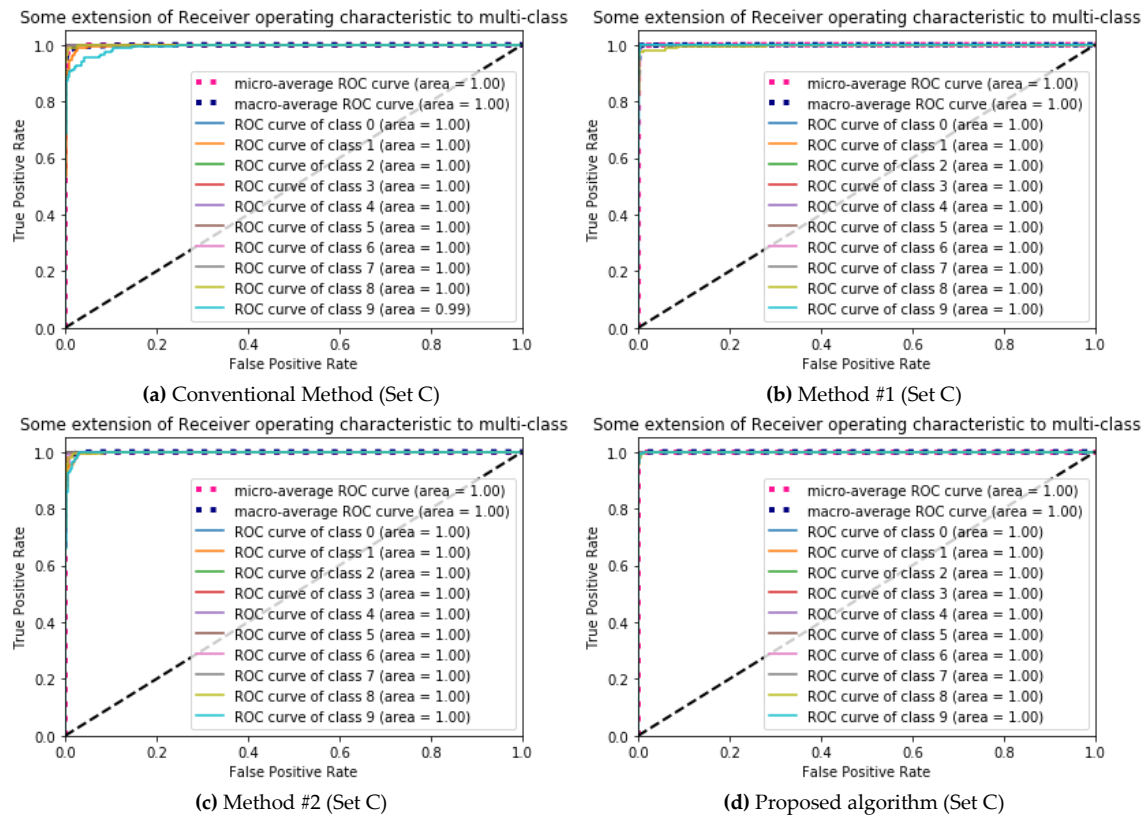 Some extension of Receiver operating characteristic to multi-class
True Positive Rate
1.0
0.8
0.6
0.4
0.2
0.0
micro-average ROC curve (area = 1.00)
macro-average ROC curve (area = 1.00)
ROC curve of class 0 (area = 1.00)
ROC curve of class 1 (area = 1.00)
ROC curve of class 2 (area = 1.00)
ROC curve of class 3 (area = 1.00)
ROC curve of class 4 (area = 1.00)
ROC curve of class 5 (area = 1.00)
ROC curve of class 6 (area = 1.00)
ROC curve of class 7 (area = 1.00)
ROC curve of class 8 (area = 1.00)
ROC curve of class 9 (area = 0.99)
0.0 0.2 0.4 0.6 0.8 1.0
False Positive Rate
(a) Conventional Method (Set C)
Some extension of Receiver operating characteristic to multi-class
True Positive Rate
1.0
0.8
0.6
0.4
0.2
0.0
micro-average ROC curve (area = 1.00)
macro-average ROC curve (area = 1.00)
ROC curve of class 0 (area = 1.00)
ROC curve of class 1 (area = 1.00)
ROC curve of class 2 (area = 1.00)
ROC curve of class 3 (area = 1.00)
ROC curve of class 4 (area = 1.00)
ROC curve of class 5 (area = 1.00)
ROC curve of class 6 (area = 1.00)
ROC curve of class 7 (area = 1.00)
ROC curve of class 8 (area = 1.00)
ROC curve of class 9 (area = 1.00)
0.0 0.2 0.4 0.6 0.8 1.0
False Positive Rate
(b) Method #1 (Set C)
Some extension of Receiver operating characteristic to multi-class
True Positive Rate
1.0
0.8
0.6
0.4
0.2
0.0
micro-average ROC curve (area = 1.00)
macro-average ROC curve (area = 1.00)
ROC curve of class 0 (area = 1.00)
ROC curve of class 1 (area = 1.00)
ROC curve of class 2 (area = 1.00)
ROC curve of class 3 (area = 1.00)
ROC curve of class 4 (area = 1.00)
ROC curve of class 5 (area = 1.00)
ROC curve of class 6 (area = 1.00)
ROC curve of class 7 (area = 1.00)
ROC curve of class 8 (area = 1.00)
ROC curve of class 9 (area = 1.00)
0.0 0.2 0.4 0.6 0.8 1.0
False Positive Rate
(c) Method #2 (Set C)
Some extension of Receiver operating characteristic to multi-class
True Positive Rate
1.0
0.8
0.6
0.4
0.2
0.0
micro-average ROC curve (area = 1.00)
macro-average ROC curve (area = 1.00)
ROC curve of class 0 (area = 1.00)
ROC curve of class 1 (area = 1.00)
ROC curve of class 2 (area = 1.00)
ROC curve of class 3 (area = 1.00)
ROC curve of class 4 (area = 1.00)
ROC curve of class 5 (area = 1.00)
ROC curve of class 6 (area = 1.00)
ROC curve of class 7 (area = 1.00)
ROC curve of class 8 (area = 1.00)
ROC curve of class 9 (area = 1.00)
0.0 0.2 0.4 0.6 0.8 1.0
False Positive Rate
(d) Proposed algorithm (Set C)